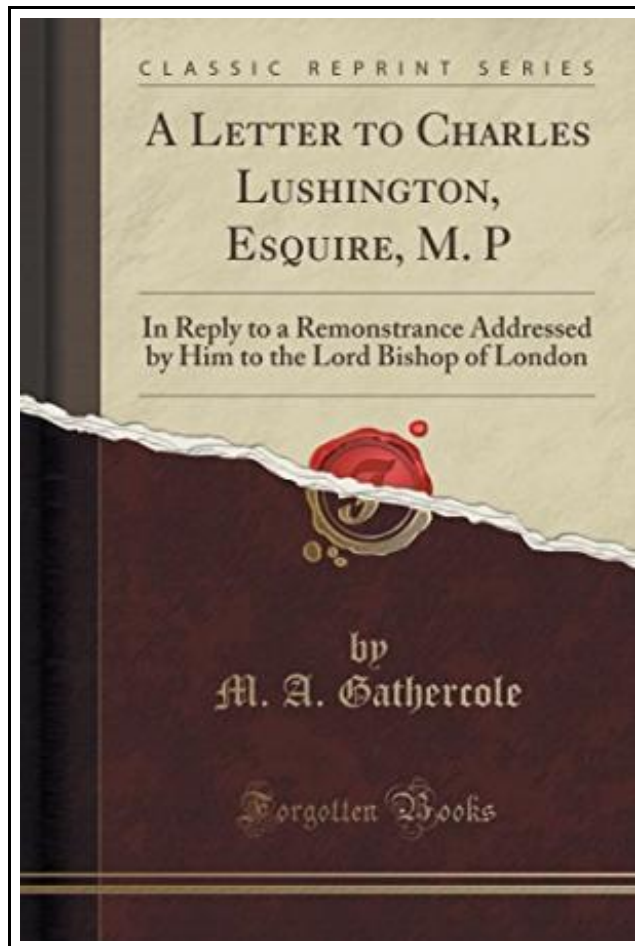 CLASSIC REPRINT SERIES
A LETTER TO CHARLES
LUSHINGTON,
ESQUIRE, M. P
In Reply to a Remonstrance Addressed
by Him to the Lord Bishop of London
by
M. A. Gathercole
Forgotten Books